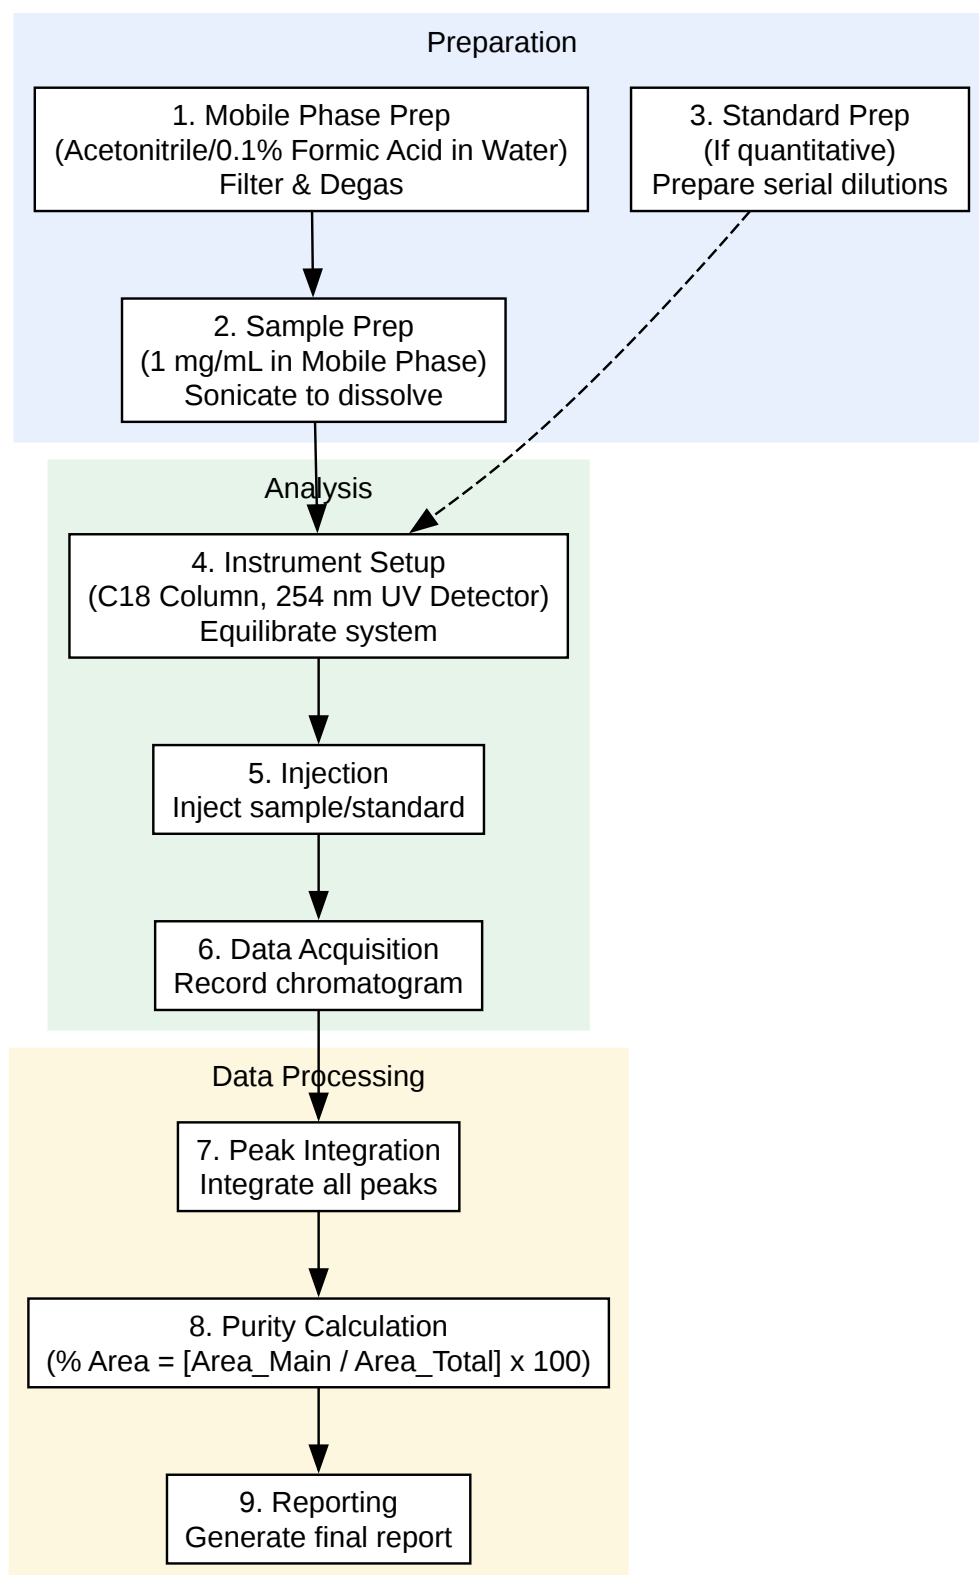 Preparation
1. Mobile Phase Prep
(Acetonitrile/0.1% Formic Acid in Water)
Filter & Degas
3. Standard Prep
(If quantitative)
Prepare serial dilutions
2. Sample Prep
(1 mg/mL in Mobile Phase)
Sonicate to dissolve
Analysis
4. Instrument Setup
(C18 Column, 254 nm UV Detector)
Equilibrate system
5. Injection
Inject sample/standard
6. Data Acquisition
Record chromatogram
Data Processing
7. Peak Integration
Integrate all peaks
8. Purity Calculation
(% Area = [Area_Main / Area_Total] x 100)
9. Reporting
Generate final report